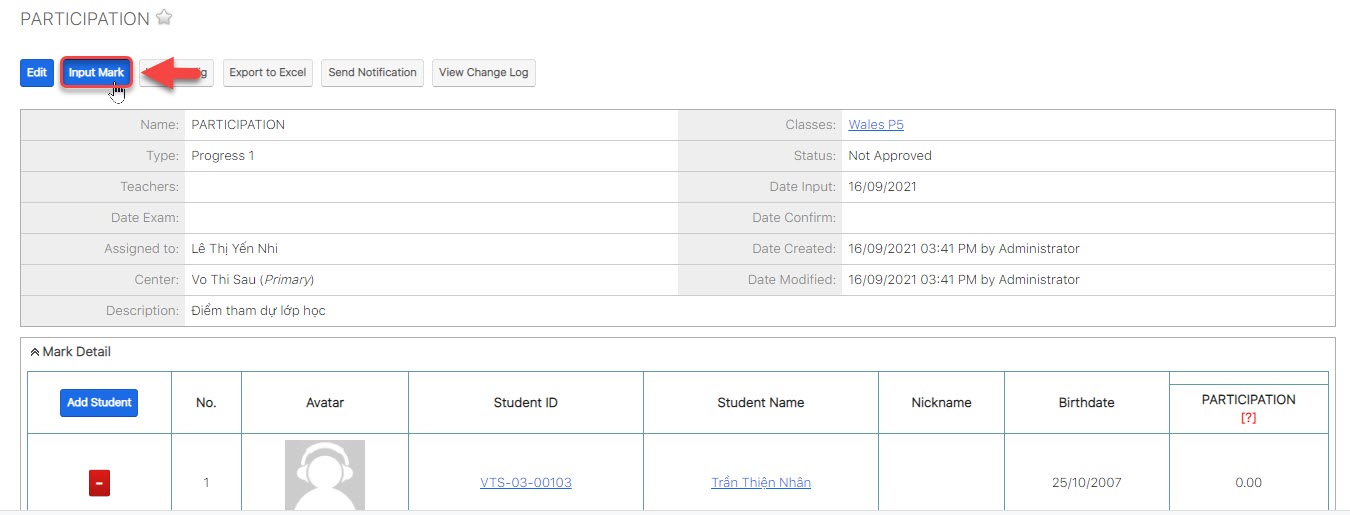 PARTICIPATION
Edit Input Mark Export to Excel Send Notification View Change Log
Name: PARTICIPATION Classes: Wales P5
Type: Progress 1 Status: Not Approved
Teachers: Date Input: 16/09/2021
Date Exam: Date Confirm:
Assigned to: Lê Thị Yến Nhi Date Created: 16/09/2021 03:41 PM by Administrator
Center: Vo Thi Sau (Primary) Date Modified: 16/09/2021 03:41 PM by Administrator
Description: Điểm tham dự lớp học
Mark Detail
Add Student No. Avatar Student ID Student Name Nickname Birthdate PARTICIPATION
[?]
1 VTS-03-00103 Trần Thiện Nhân 25/10/2007 0.00